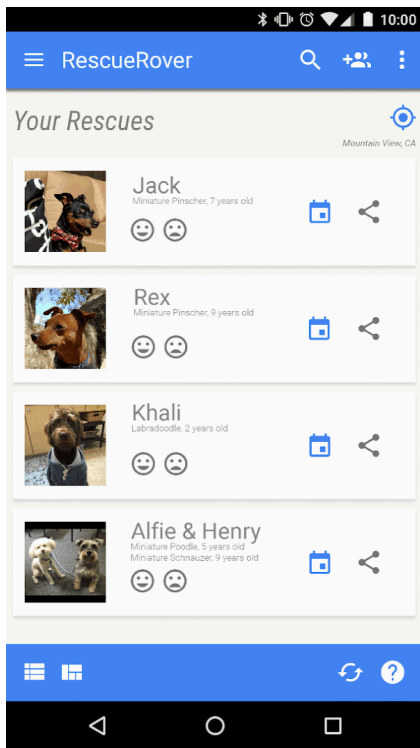 10:00
RescueRover
Your Rescues
Mountain View, CA
Jack
Miniature Pinscher, 7 years old
Rex
Miniature Pinscher, 9 years old
Khali
Labradoodle, 2 years old
Alfie & Henry
Miniature Poodle, 5 years old
Miniature Schnauzer, 9 years old